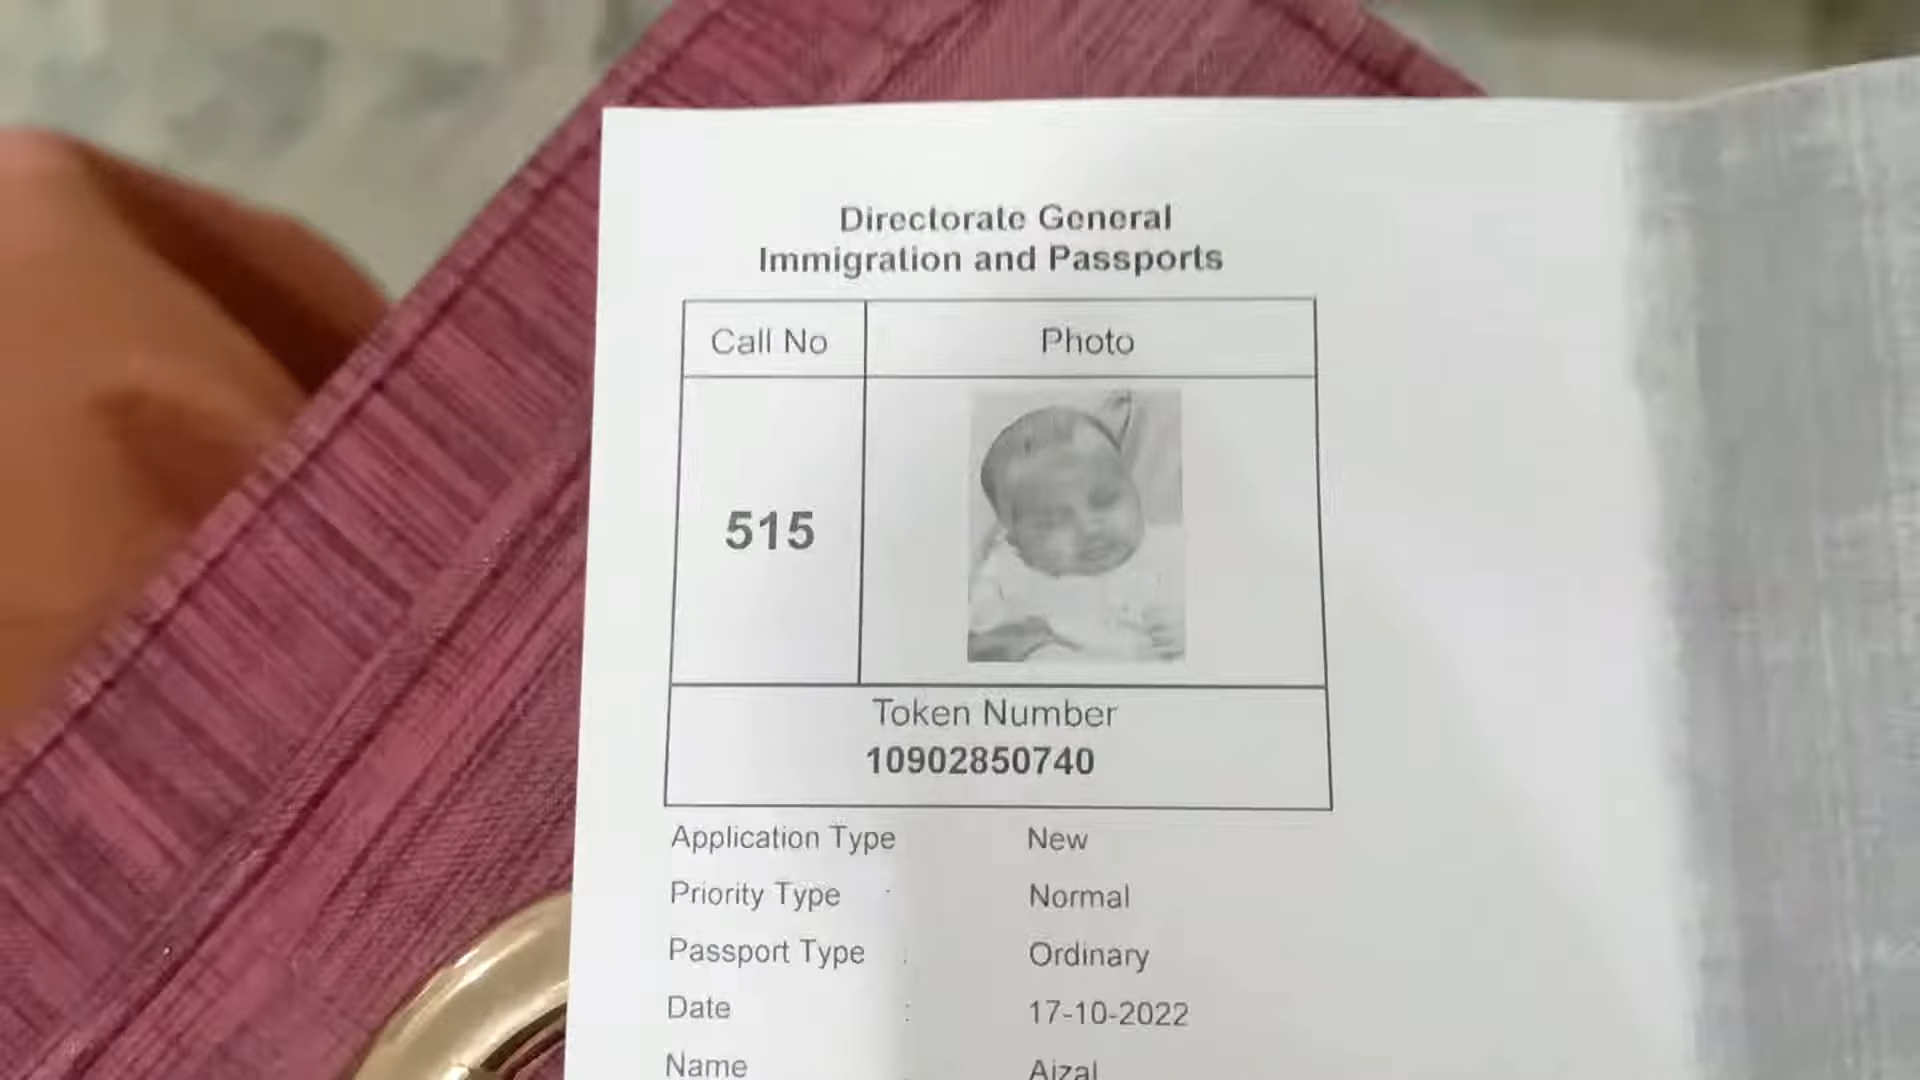 Directorate General
Immigration and Passports
Call No Photo
515
Token Number
10902850740
Application Type New
Priority Type : Normal
Passport Type : Ordinary
Date : 17-10-2022
Name Aizal